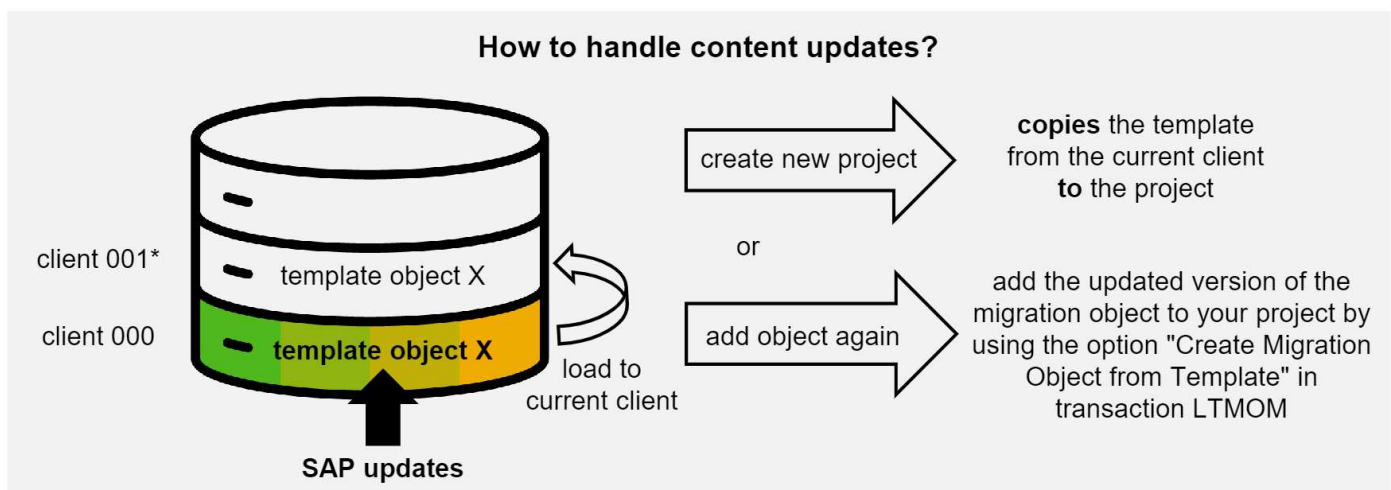 How to handle content updates?
client 001*
client 000
template object X
template object X
SAP updates
load to
current client
create new project
or
add object again
copies the template
from the current client
to the project
add the updated version of the
migration object to your project by
using the option "Create Migration
Object from Template" in
transaction LTMOM